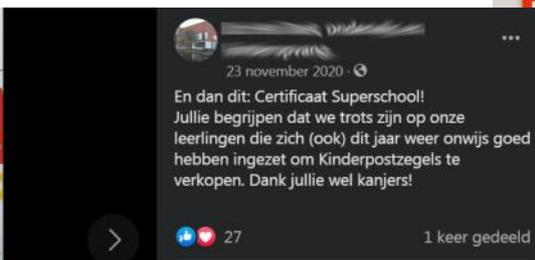 23 november 2020
En dan dit: Certificaat Superschool!
Jullie begrijpen dat we trots zijn op onze
leerlingen die zich (ook) dit jaar weer onwijs goed
hebben ingezet om Kinderpostzegels te
verkopen. Dank jullie wel kanjers!
27
1 keer gedeeld